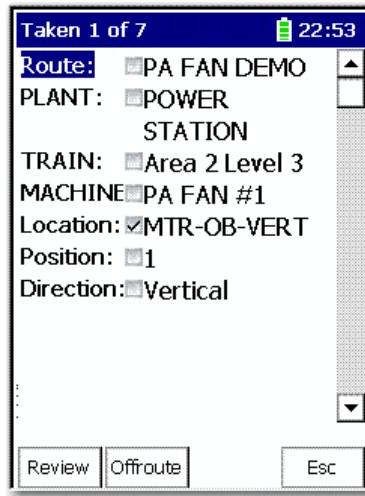 Taken 1 of 7 22:53
Route: PA FAN DEMO
PLANT: POWER
STATION
TRAIN: Area 2 Level 3
MACHINE PA FAN #1
Location: MTR-OB-VERT
Position: 1
Direction: Vertical
Review Offroute Esc